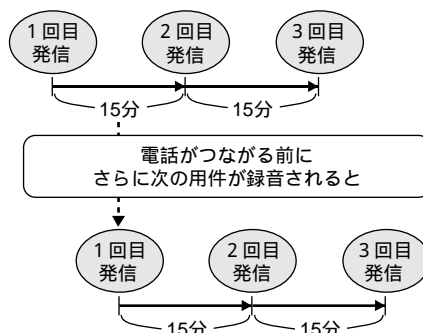 1回目
発信
2回目
発信
3回目
発信
15分
15分
電話がつながる前に
さらに次の用件が録音されると
1回目
発信
2回目
発信
3回目
発信
15分
15分